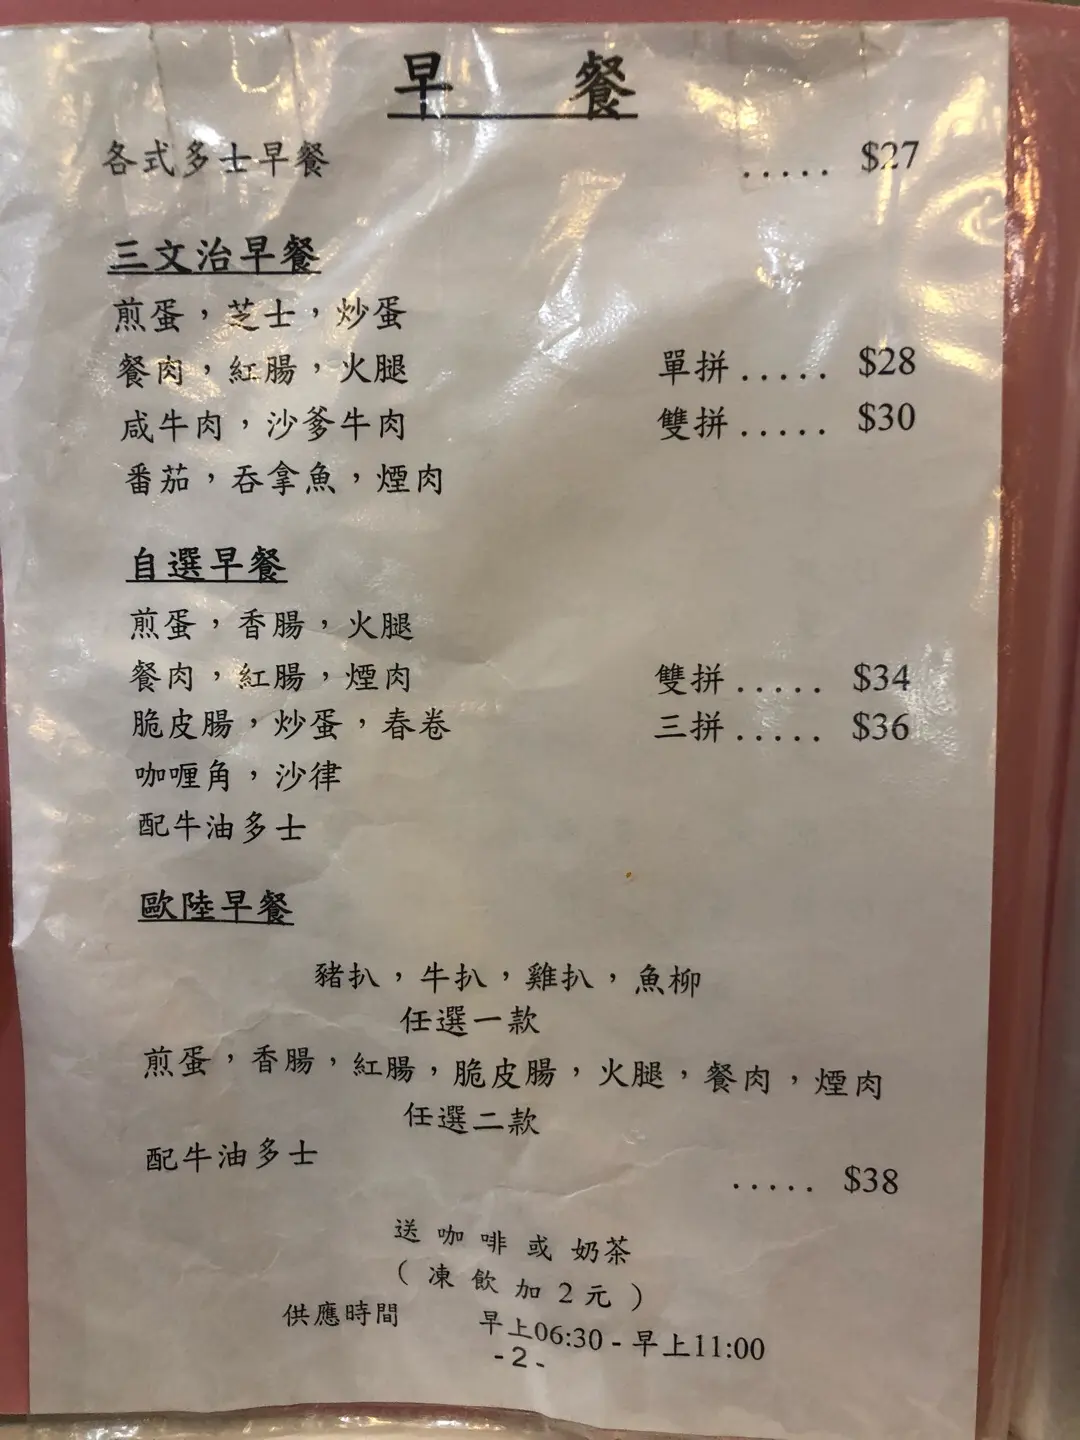 早 餐
各式多士早餐 ..... $27
三文治早餐
煎蛋，芝士，炒蛋
餐肉，紅腸，火腿 單拼 ..... $28
咸牛肉，沙爹牛肉 雙拼 ..... $30
番茄，吞拿魚，煙肉
自選早餐
煎蛋，香腸，火腿
餐肉，紅腸，煙肉 雙拼 ..... $34
脆皮腸，炒蛋，春卷 三拼 ..... $36
咖喱角，沙律
配牛油多士
歐陸早餐
豬扒，牛扒，雞扒，魚柳
任選一款
煎蛋，香腸，紅腸，脆皮腸，火腿，餐肉，煙肉
任選二款
配牛油多士
..... $38
送咖啡或奶茶
（凍飲加2元）
供應時間 早上06:30 - 早上11:00
- 2 -